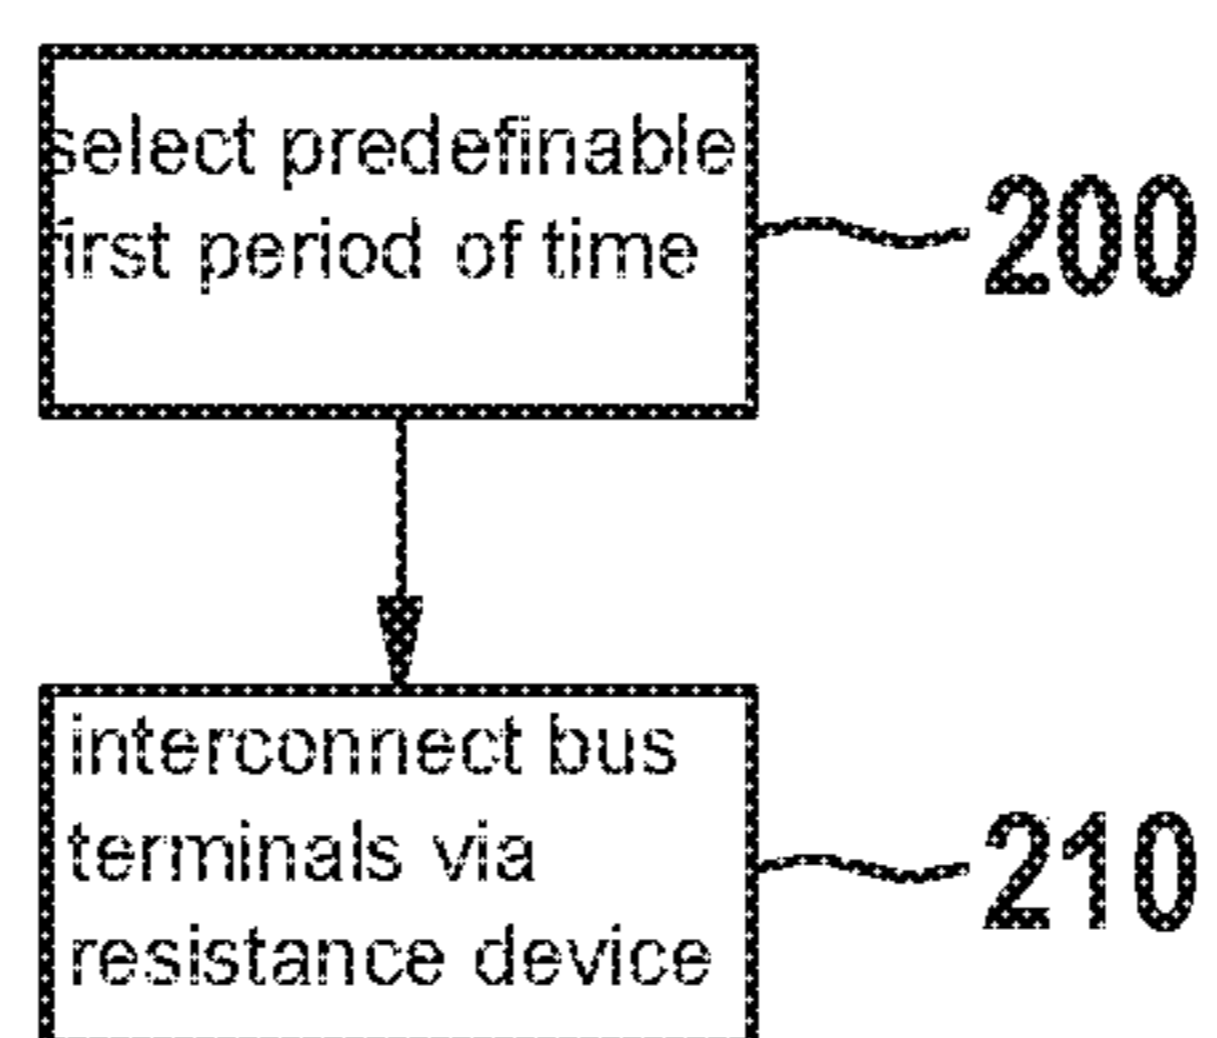 select predefinable
first period of time
200
interconnect bus
terminals via
resistance device
210